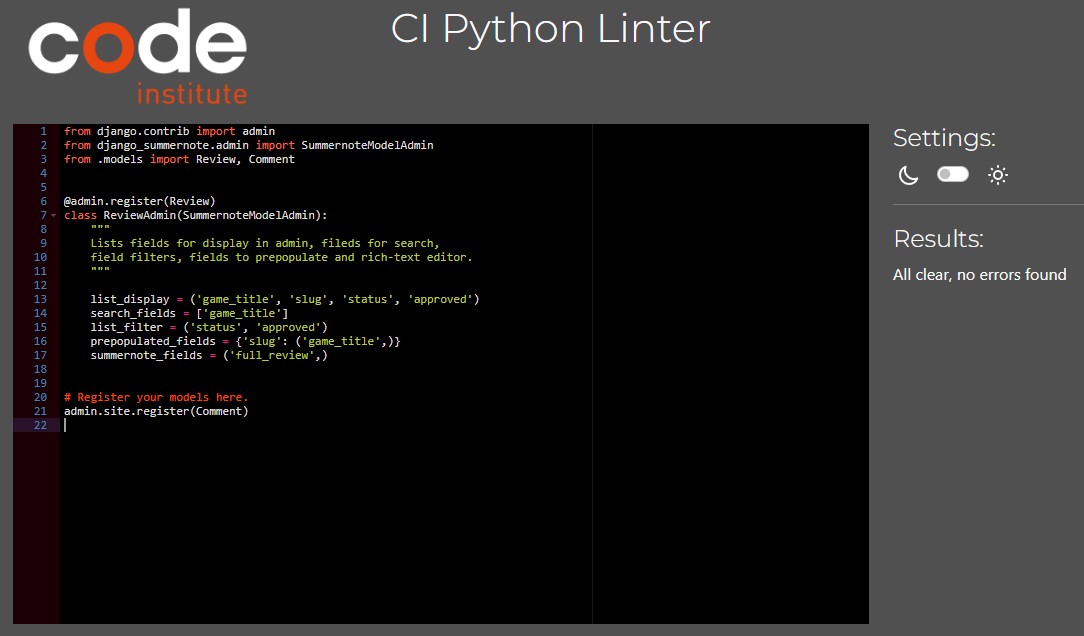 code
institute
CI Python Linter
1 from django.contrib import admin
2 from django_summernote.admin import SummernoteModelAdmin
3 from .models import Review, Comment
4
5
6 @admin.register(Review)
7 class ReviewAdmin(SummernoteModelAdmin):
8     """
9     Lists fields for display in admin, fileds for search,
10     field filters, fields to prepopulate and rich-text editor.
11     """
12
13     list_display = ('game_title', 'slug', 'status', 'approved')
14     search_fields = ['game_title']
15     list_filter = ('status', 'approved')
16     prepopulated_fields = {'slug': ('game_title',)}
17     summernote_fields = ('full_review',)
18
19
20 # Register your models here.
21 admin.site.register(Comment)
22
Settings:
Results:
All clear, no errors found